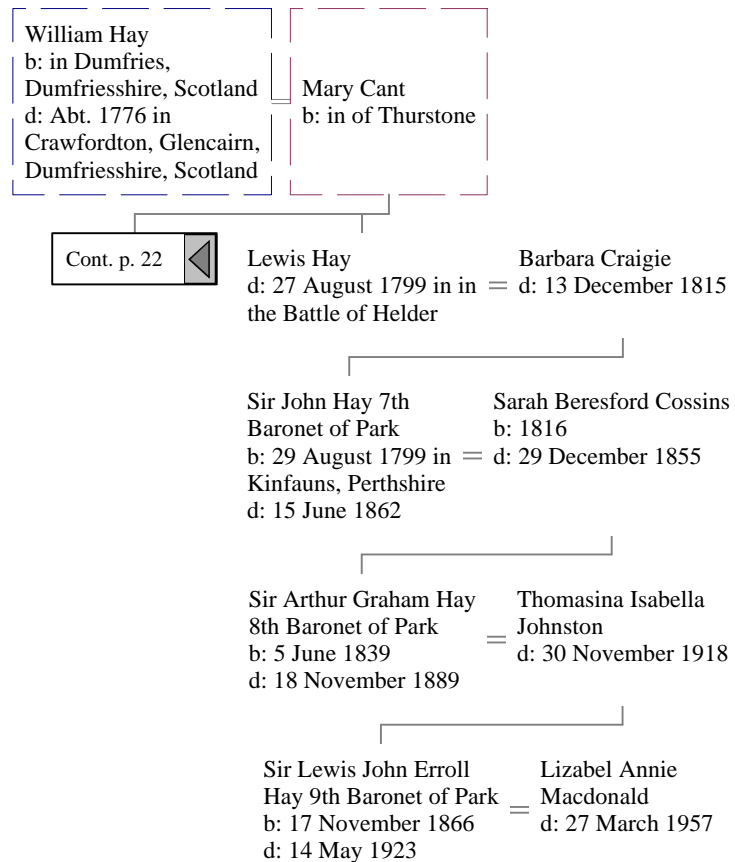 William Hay
b: in Dumfries,
Dumfriesshire, Scotland
d: Abt. 1776 in
Crawfordton, Glencairn,
Dumfriesshire, Scotland
Mary Cant
b: in of Thurstone
Cont. p. 22
Lewis Hay
d: 27 August 1799 in in
the Battle of Helder
Barbara Craigie
d: 13 December 1815
Sir John Hay 7th
Baronet of Park
b: 29 August 1799 in
Kinfauns, Perthshire
d: 15 June 1862
Sarah Beresford Cossins
b: 1816
d: 29 December 1855
Sir Arthur Graham Hay
8th Baronet of Park
b: 5 June 1839
d: 18 November 1889
Thomasina Isabella
Johnston
d: 30 November 1918
Sir Lewis John Erroll
Hay 9th Baronet of Park
b: 17 November 1866
d: 14 May 1923
Lizabel Annie
Macdonald
d: 27 March 1957